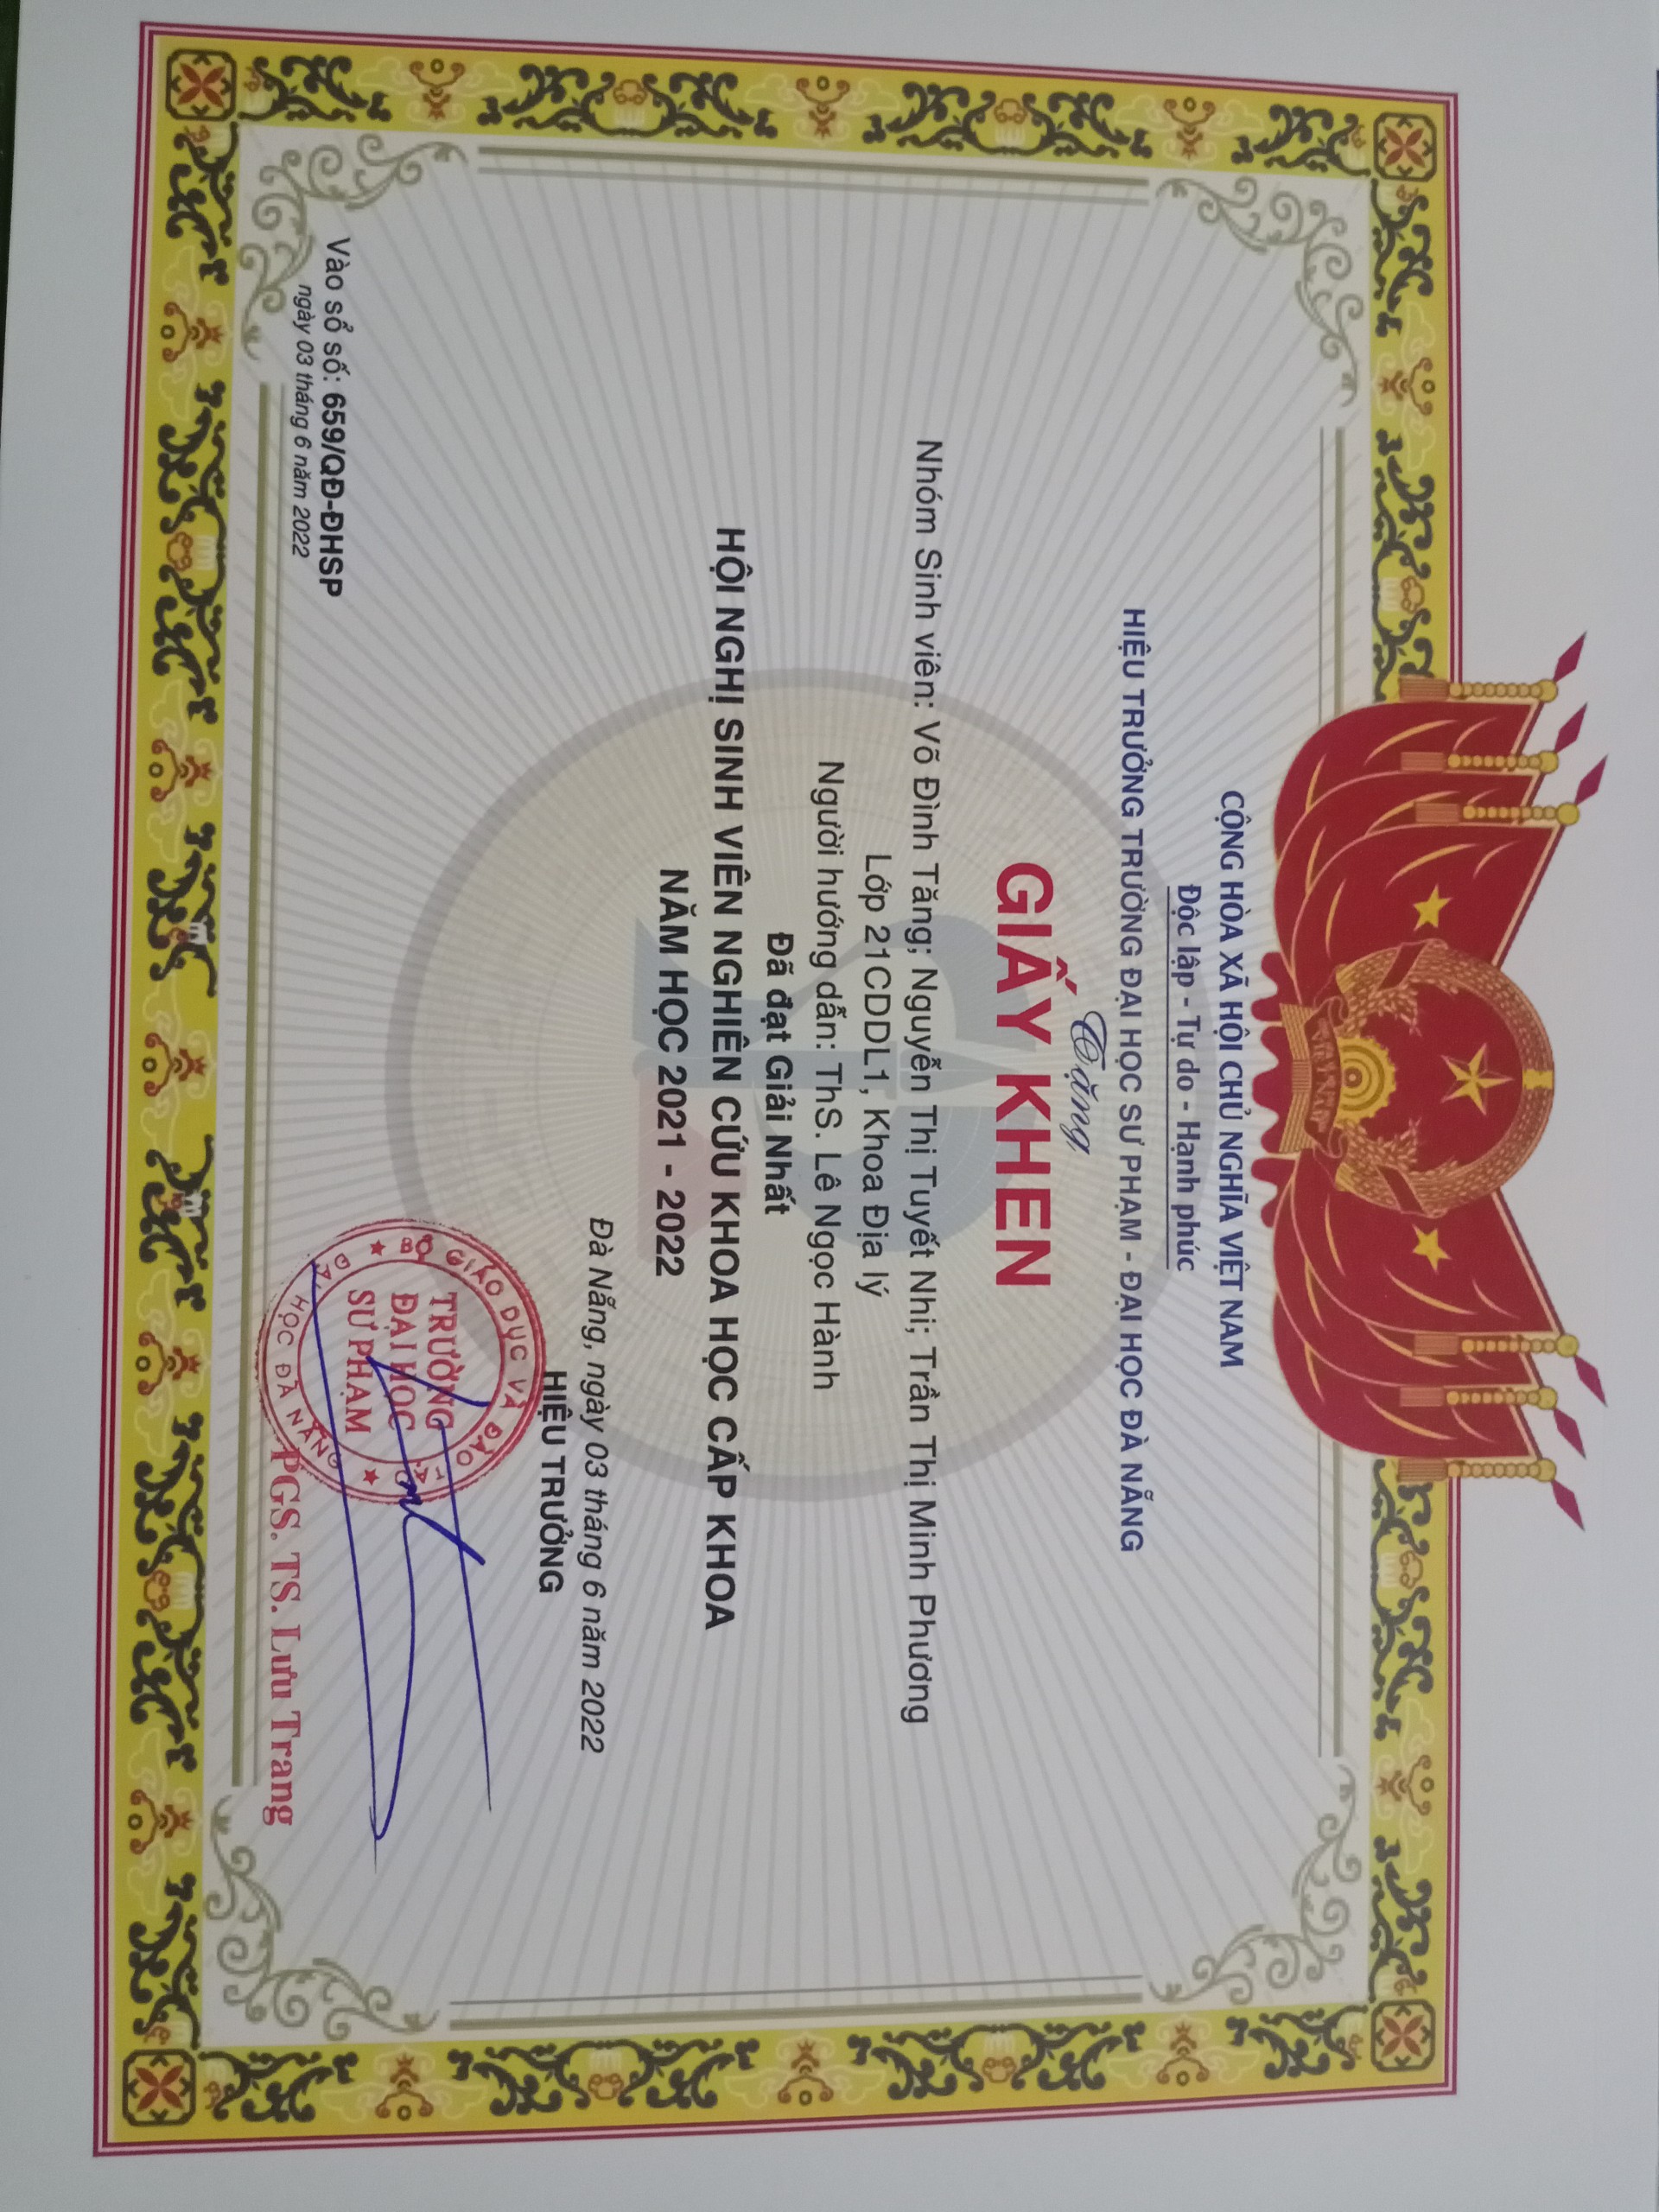 VIỆT NAM
CỘNG HÒA XÃ HỘI CHỦ NGHĨA VIỆT NAM
Độc lập - Tự do - Hạnh phúc
HIỆU TRƯỞNG TRƯỜNG ĐẠI HỌC SƯ PHẠM - ĐẠI HỌC ĐÀ NẴNG
Tặng
GIẤY KHEN
Nhóm Sinh viên: Võ Đình Tăng; Nguyễn Thị Tuyết Nhi; Trần Thị Minh Phương
Lớp 21CDDL1, Khoa Địa lý
Người hướng dẫn: ThS. Lê Ngọc Hành
Đã đạt Giải Nhất
HỘI NGHỊ SINH VIÊN NGHIÊN CỨU KHOA HỌC CẤP KHOA
NĂM HỌC 2021 - 2022
Đà Nẵng, ngày 03 tháng 6 năm 2022
HIỆU TRƯỞNG
BỘ GIÁO DỤC VÀ ĐÀO TẠO
TRƯỜNG
ĐẠI HỌC
SƯ PHẠM
ĐẠI HỌC ĐÀ NẴNG
PGS. TS. Lưu Trang
Vào sổ số: 659/QĐ-ĐHSP
ngày 03 tháng 6 năm 2022